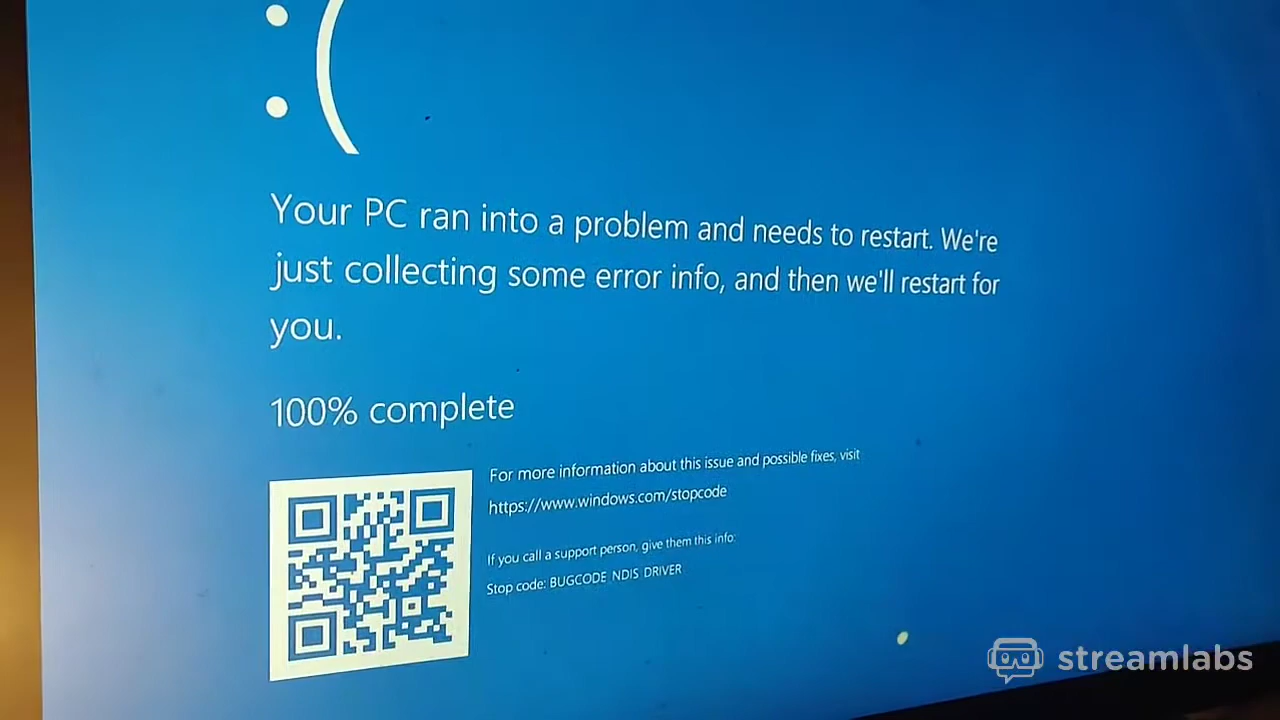 :(
Your PC ran into a problem and needs to restart. We're
just collecting some error info, and then we'll restart for
you.
100% complete
For more information about this issue and possible fixes, visit
https://www.windows.com/stopcode
If you call a support person, give them this info:
Stop code: BUGCODE NDIS DRIVER
streamlabs